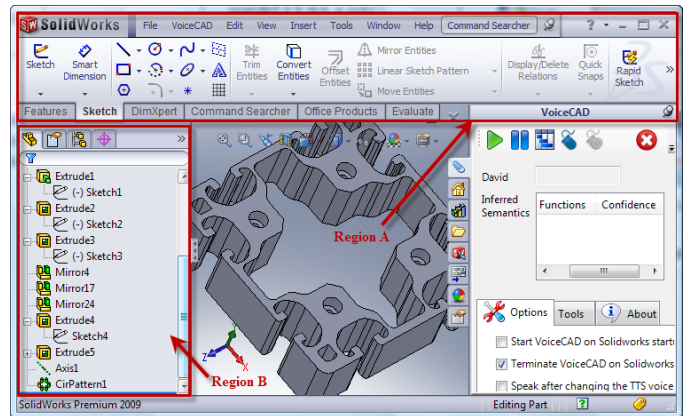 SolidWorks File VoiceCAD Edit View Insert Tools Window Help Command Searcher ?
Sketch Smart Dimension Trim Entities Convert Entities Offset Entities Mirror Entities Linear Sketch Pattern Move Entities Display/Delete Relations Quick Snaps Rapid Sketch
Features Sketch DimXpert Command Searcher Office Products Evaluate VoiceCAD
Extrude1
(-) Sketch1
Extrude2
(-) Sketch2
Extrude3
(-) Sketch3
Mirror4
Mirror17
Mirror24
Extrude4
Sketch4
Extrude5
Axis1
CirPattern1
Region A
Region B
Z
X
David
Inferred Semantics
Functions Confidence
Options Tools About
Start VoiceCAD on Solidworks starti
Terminate VoiceCAD on Solidworks
Speak after changing the TTS voice
SolidWorks Premium 2009 Editing Part ?